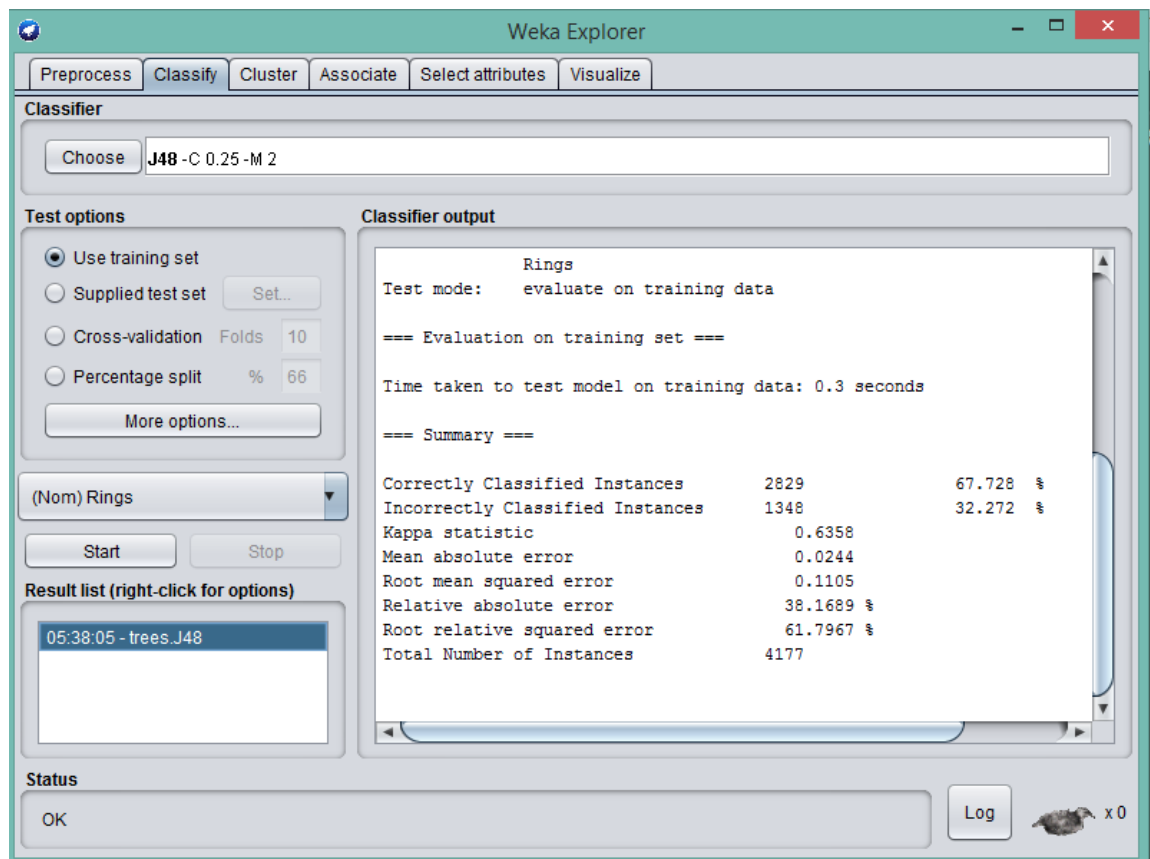 Weka Explorer
Preprocess Classify Cluster Associate Select attributes Visualize
Classifier
Choose J48 -C 0.25 -M 2
Test options
Use training set
Supplied test set Set...
Cross-validation Folds 10
Percentage split % 66
More options...
(Nom) Rings
Start Stop
Result list (right-click for options)
05:38:05 - trees.J48
Classifier output
Rings
Test mode: evaluate on training data
=== Evaluation on training set ===
Time taken to test model on training data: 0.3 seconds
=== Summary ===
Correctly Classified Instances 2829 67.728 %
Incorrectly Classified Instances 1348 32.272 %
Kappa statistic 0.6358
Mean absolute error 0.0244
Root mean squared error 0.1105
Relative absolute error 38.1689 %
Root relative squared error 61.7967 %
Total Number of Instances 4177
Status
OK
Log x 0